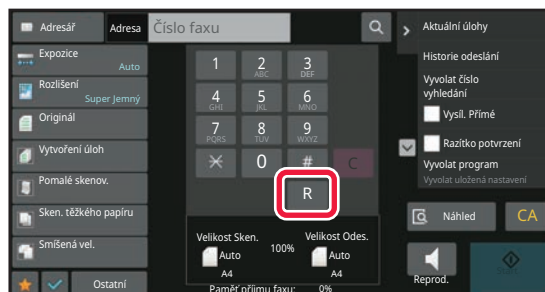 Adresář
Adresa
Číslo faxu
Expozice
Auto
Rozlišení
Super Jemný
Originál
Vytvoření úloh
Pomalé skenov.
Sken. těžkého papíru
Smíšená vel.
Ostatní
1
2
ABC
3
DEF
4
GHI
5
JKL
6
MNO
7
PQRS
8
TUV
9
WXYZ
0
#
C
R
Velikost Sken.
100%
Velikost Odes.
Auto
A4
Auto
A4
Paměť příjmu faxu: 0%
Aktuální úlohy
Historie odeslání
Vyvolat číslo
vyhledání
Vysíl. Přímé
Razítko potvrzení
Vyvolat program
Vyvolat uložená nastavení
Náhled
CA
Reprod.